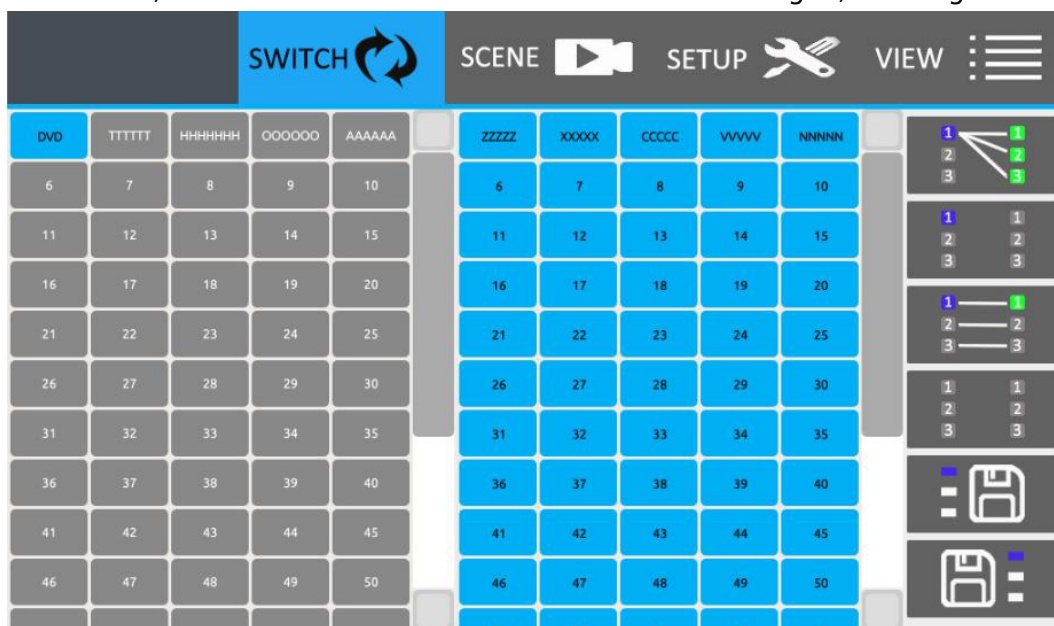 SWITCH SCENE SETUP VIEW
DVD TTTTTT HHHHHHH OOOOOO AAAAAA ZZZZZ XXXXX CCCCC VVVVV NNNNN
6 7 8 9 10 6 7 8 9 10
11 12 13 14 15 11 12 13 14 15
16 17 18 19 20 16 17 18 19 20
21 22 23 24 25 21 22 23 24 25
26 27 28 29 30 26 27 28 29 30
31 32 33 34 35 31 32 33 34 35
36 37 38 39 40 36 37 38 39 40
41 42 43 44 45 41 42 43 44 45
46 47 48 49 50 46 47 48 49 50
1 1
2 2
3 3
1 1
2 2
3 3
1 1
2 2
3 3
1 1
2 2
3 3